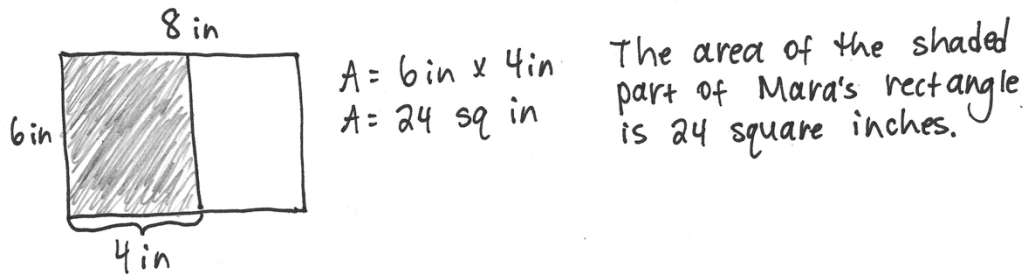 8 in
6 in
4 in
A = 6 in x 4 in
A = 24 sq in
The area of the shaded
part of Mara's rectangle
is 24 square inches.